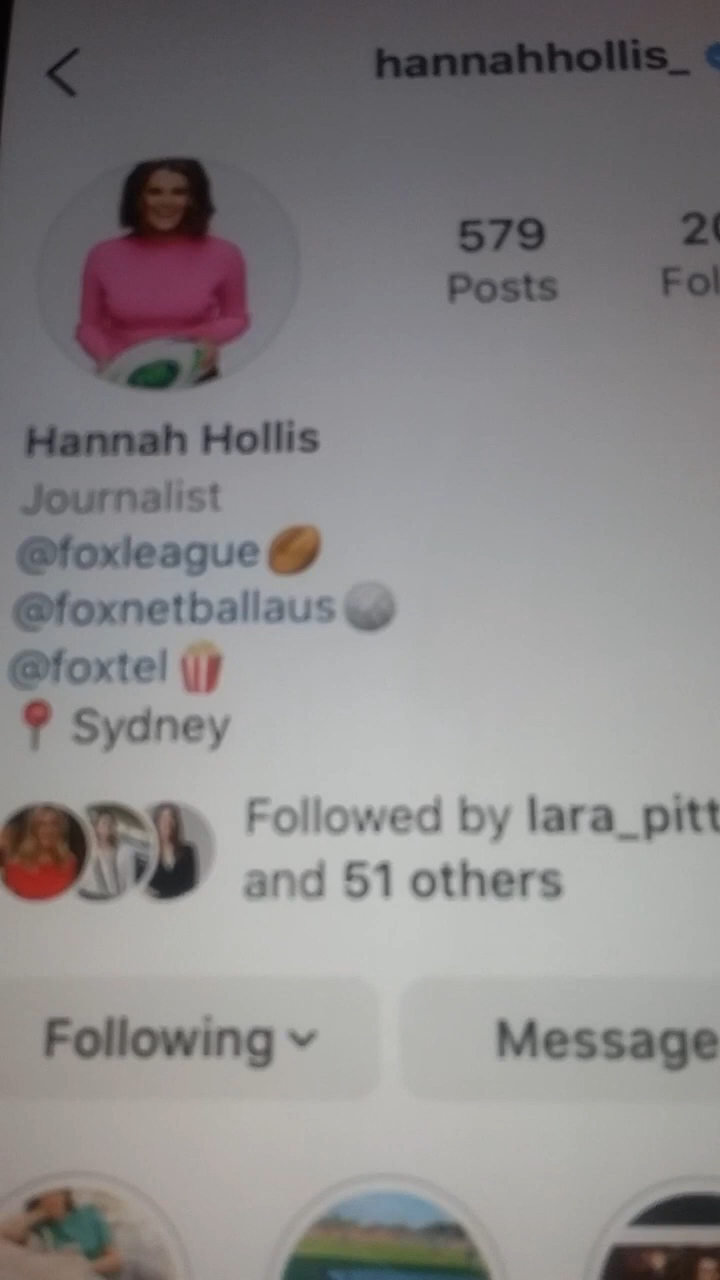 hannahhollis_
579
Posts
Hannah Hollis
Journalist
@foxleague
@foxnetballaus
@foxtel
Sydney
Followed by lara_pitt
and 51 others
Following
Message